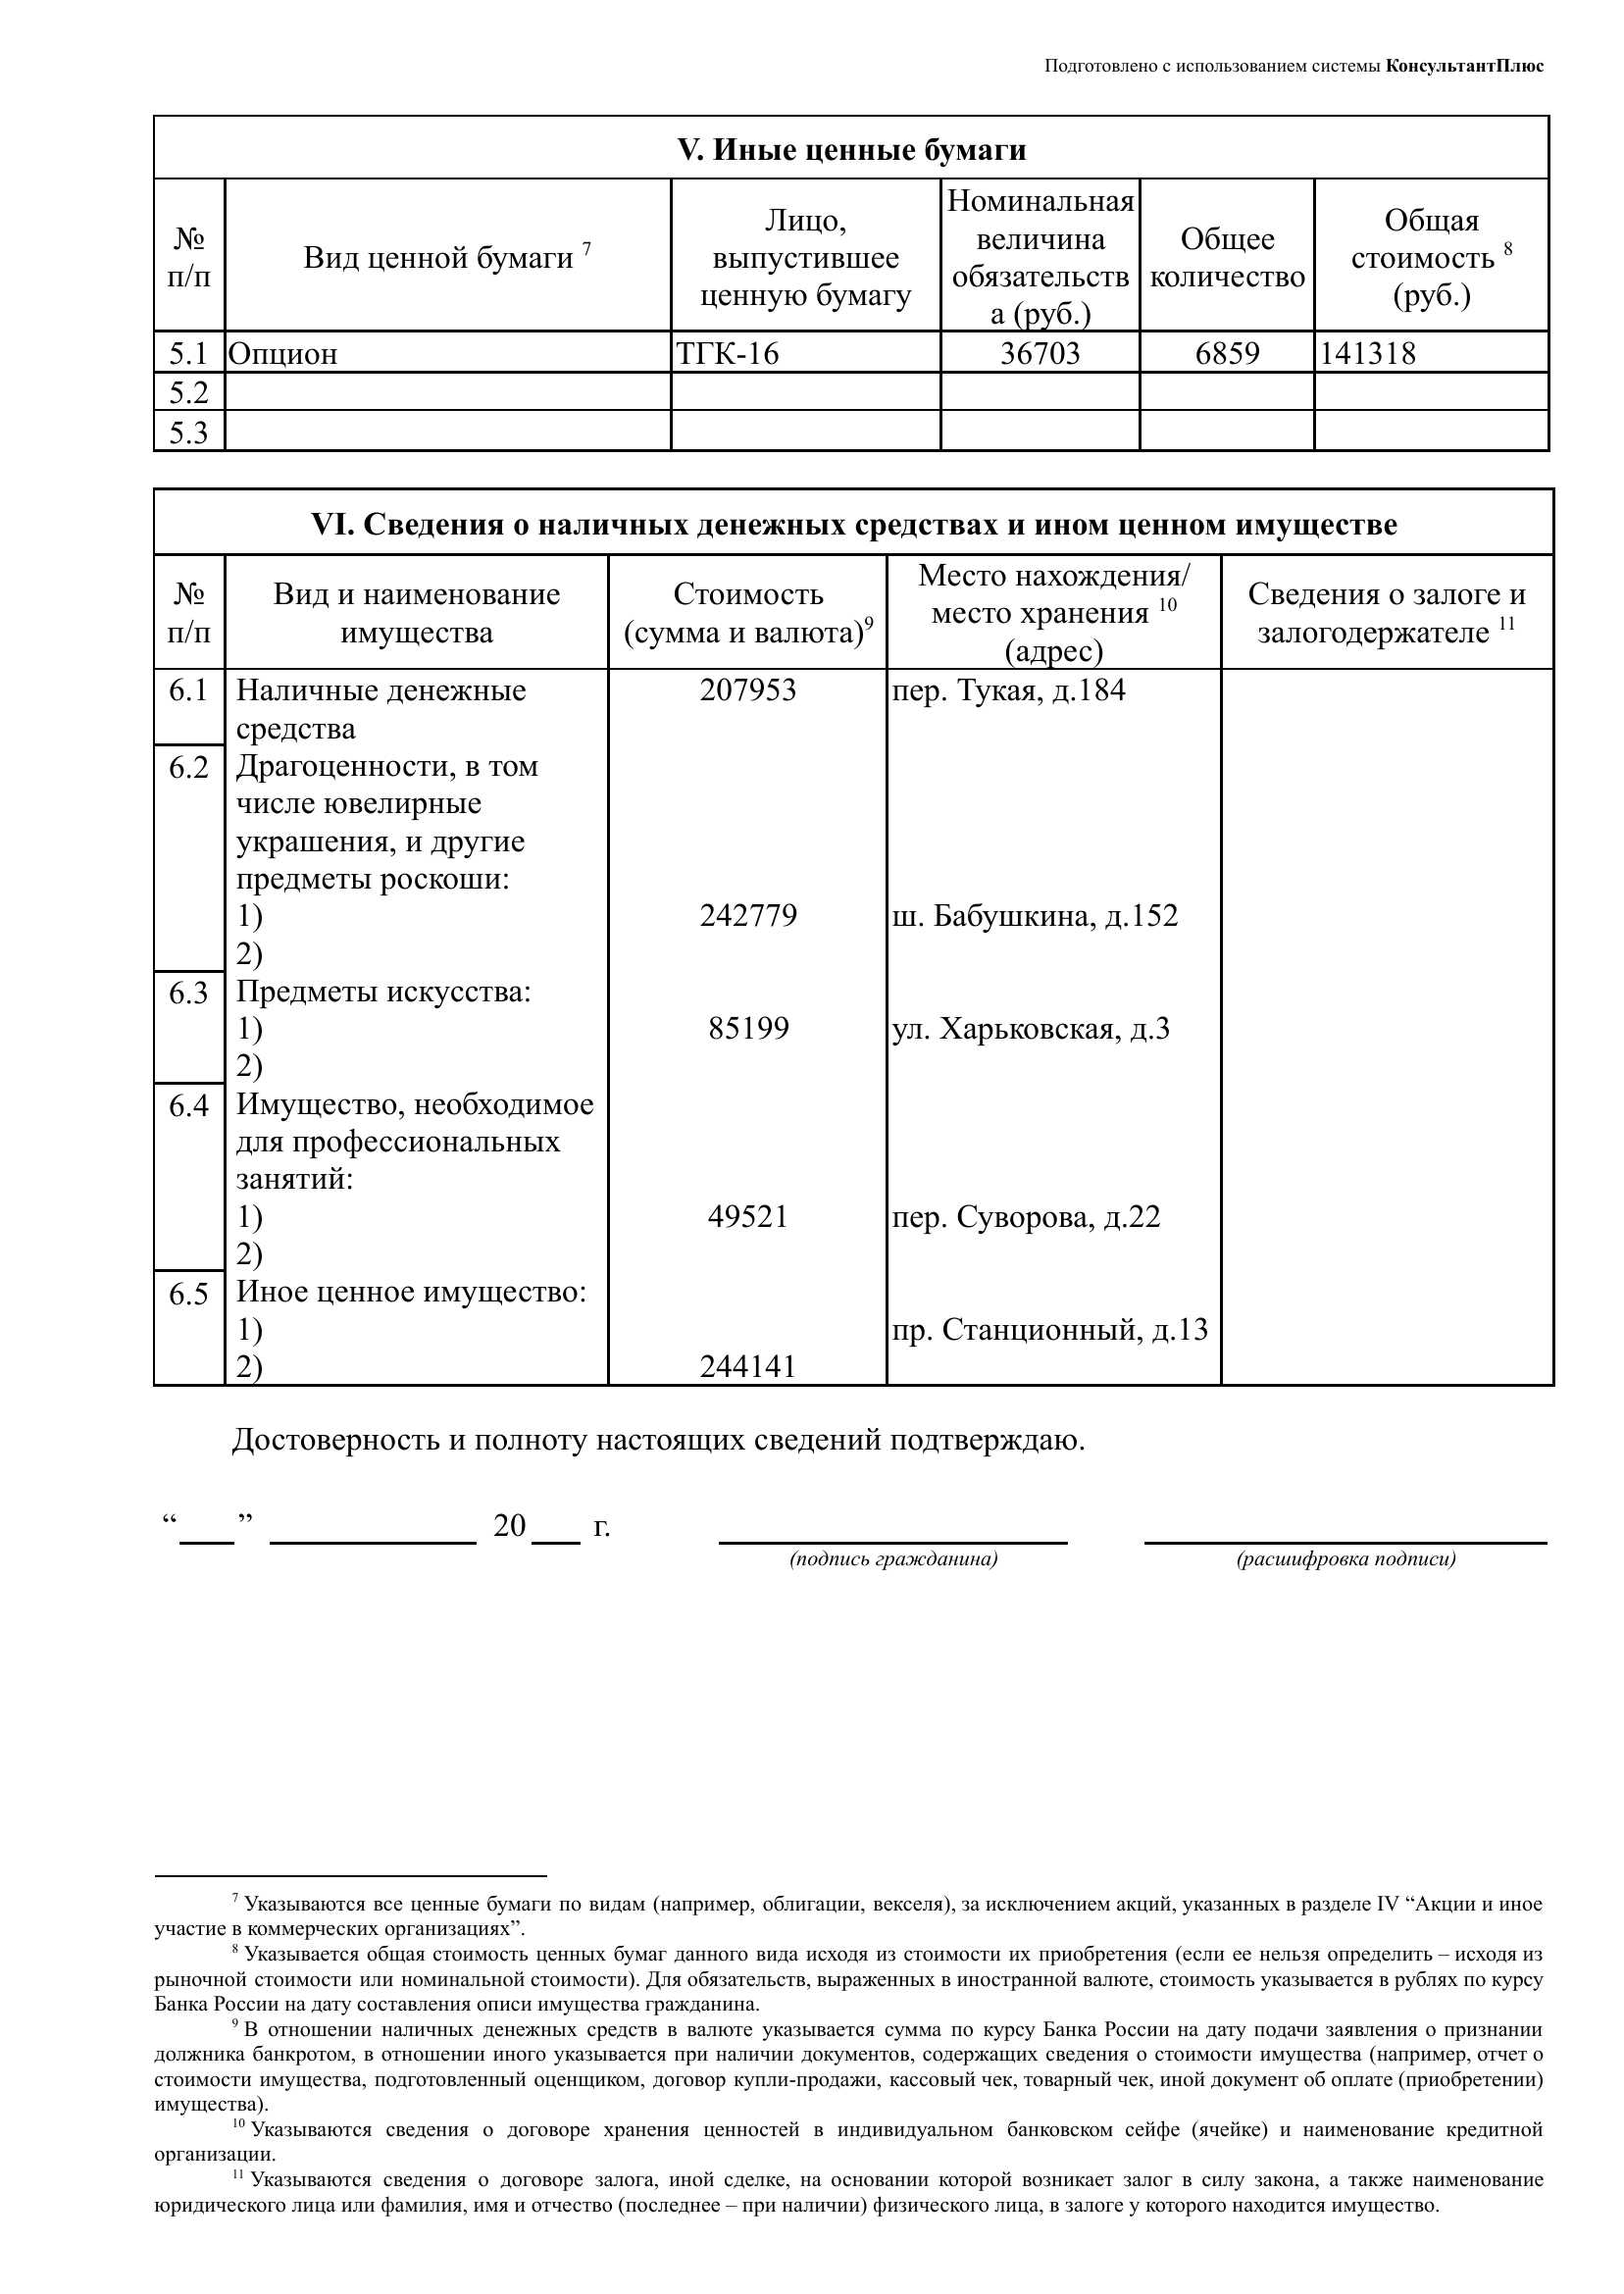 Подготовлено с использованием системы КонсультантПлюс
V. Иные ценные бумаги
№
п/п
Вид ценной бумаги 7
Лицо,
выпустившее
ценную бумагу
Номинальная
величина
обязательств
а (руб.)
Общее
количество
Общая
стоимость 8
(руб.)
5.1 Опцион ТГК-16 36703 6859 141318
5.2
5.3
VI. Сведения о наличных денежных средствах и ином ценном имуществе
№
п/п
Вид и наименование
имущества
Стоимость
(сумма и валюта)9
Место нахождения/
место хранения 10
(адрес)
Сведения о залоге и
залогодержателе 11
6.1 Наличные денежные 207953 пер. Тукая, д.184
средства
6.2 Драгоценности, в том
числе ювелирные
украшения, и другие
предметы роскоши:
1) 242779 ш. Бабушкина, д.152
2)
6.3 Предметы искусства:
1) 85199 ул. Харьковская, д.3
2)
6.4 Имущество, необходимое
для профессиональных
занятий:
1) 49521 пер. Суворова, д.22
2)
6.5 Иное ценное имущество:
1) пр. Станционный, д.13
2) 244141
Достоверность и полноту настоящих сведений подтверждаю.
“ ” 20 г.
(подпись гражданина) (расшифровка подписи)
7 Указываются все ценные бумаги по видам (например, облигации, векселя), за исключением акций, указанных в разделе IV “Акции и иное
участие в коммерческих организациях”.
8 Указывается общая стоимость ценных бумаг данного вида исходя из стоимости их приобретения (если ее нельзя определить – исходя из
рыночной стоимости или номинальной стоимости). Для обязательств, выраженных в иностранной валюте, стоимость указывается в рублях по курсу
Банка России на дату составления описи имущества гражданина.
9 В отношении наличных денежных средств в валюте указывается сумма по курсу Банка России на дату подачи заявления о признании
должника банкротом, в отношении иного указывается при наличии документов, содержащих сведения о стоимости имущества (например, отчет о
стоимости имущества, подготовленный оценщиком, договор купли-продажи, кассовый чек, товарный чек, иной документ об оплате (приобретении)
имущества).
10 Указываются сведения о договоре хранения ценностей в индивидуальном банковском сейфе (ячейке) и наименование кредитной
организации.
11 Указываются сведения о договоре залога, иной сделке, на основании которой возникает залог в силу закона, а также наименование
юридического лица или фамилия, имя и отчество (последнее – при наличии) физического лица, в залоге у которого находится имущество.